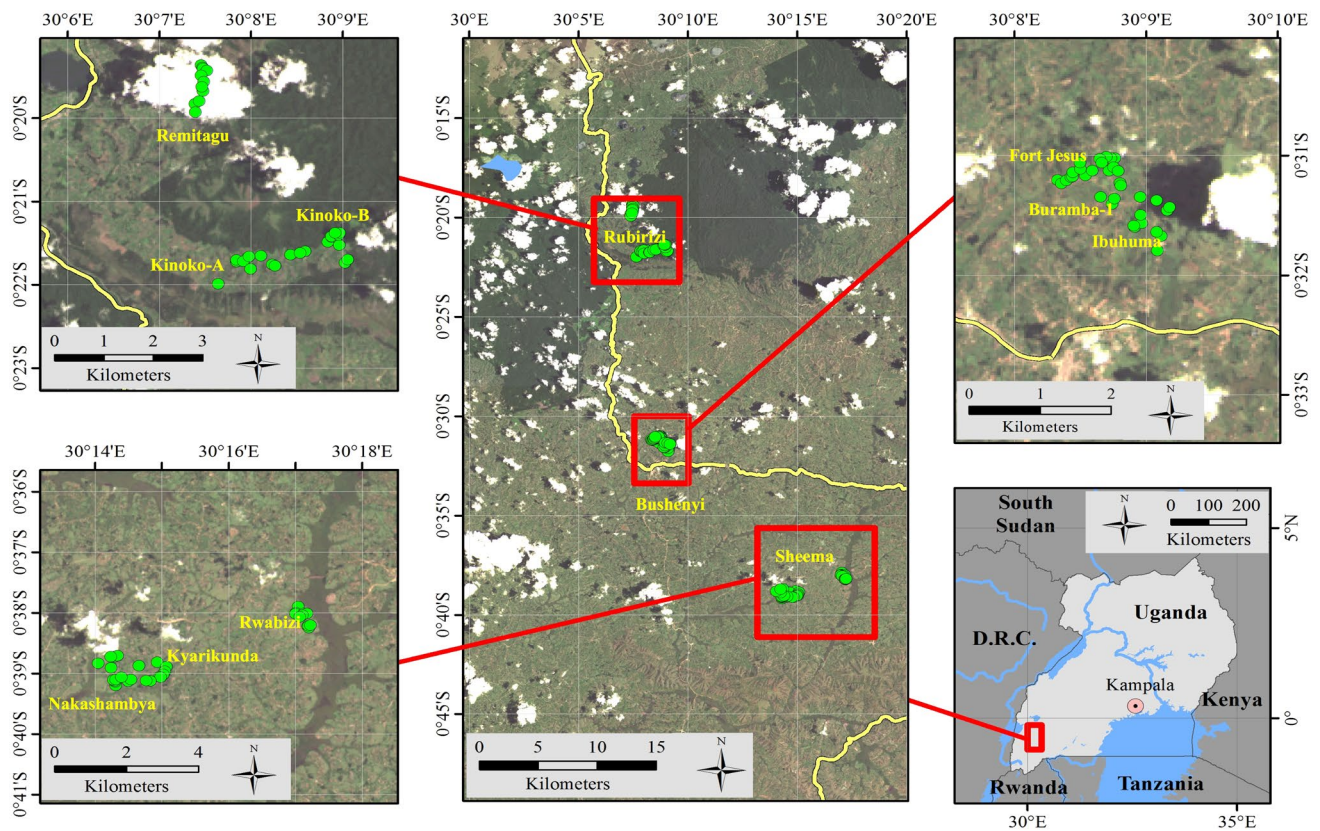 30°6'E 30°7'E 30°8'E 30°9'E
0°20'S
0°21'S
0°22'S
0°23'S
Remitagu
Kinoko-B
Kinoko-A
0 1 2 3
Kilometers
N
30°0'E 30°5'E 30°10'E 30°15'E 30°20'E
0°15'S
0°20'S
0°25'S
0°30'S
0°35'S
0°40'S
0°45'S
Rubirizi
Bushenyi
Sheema
0 5 10 15
Kilometers
N
30°8'E 30°9'E 30°10'E
0°31'S
0°32'S
0°33'S
Fort Jesus
Buramba-1
Ibuhuma
0 1 2
Kilometers
N
30°14'E 30°16'E 30°18'E
0°36'S
0°37'S
0°38'S
0°39'S
0°40'S
0°41'S
Rwabizi
Kyarikunda
Nakashambya
0 2 4
Kilometers
N
South
Sudan
N
0 100 200
Kilometers
5°N
0°
Uganda
D.R.C.
Kampala
Kenya
Rwanda
Tanzania
30°E 35°E